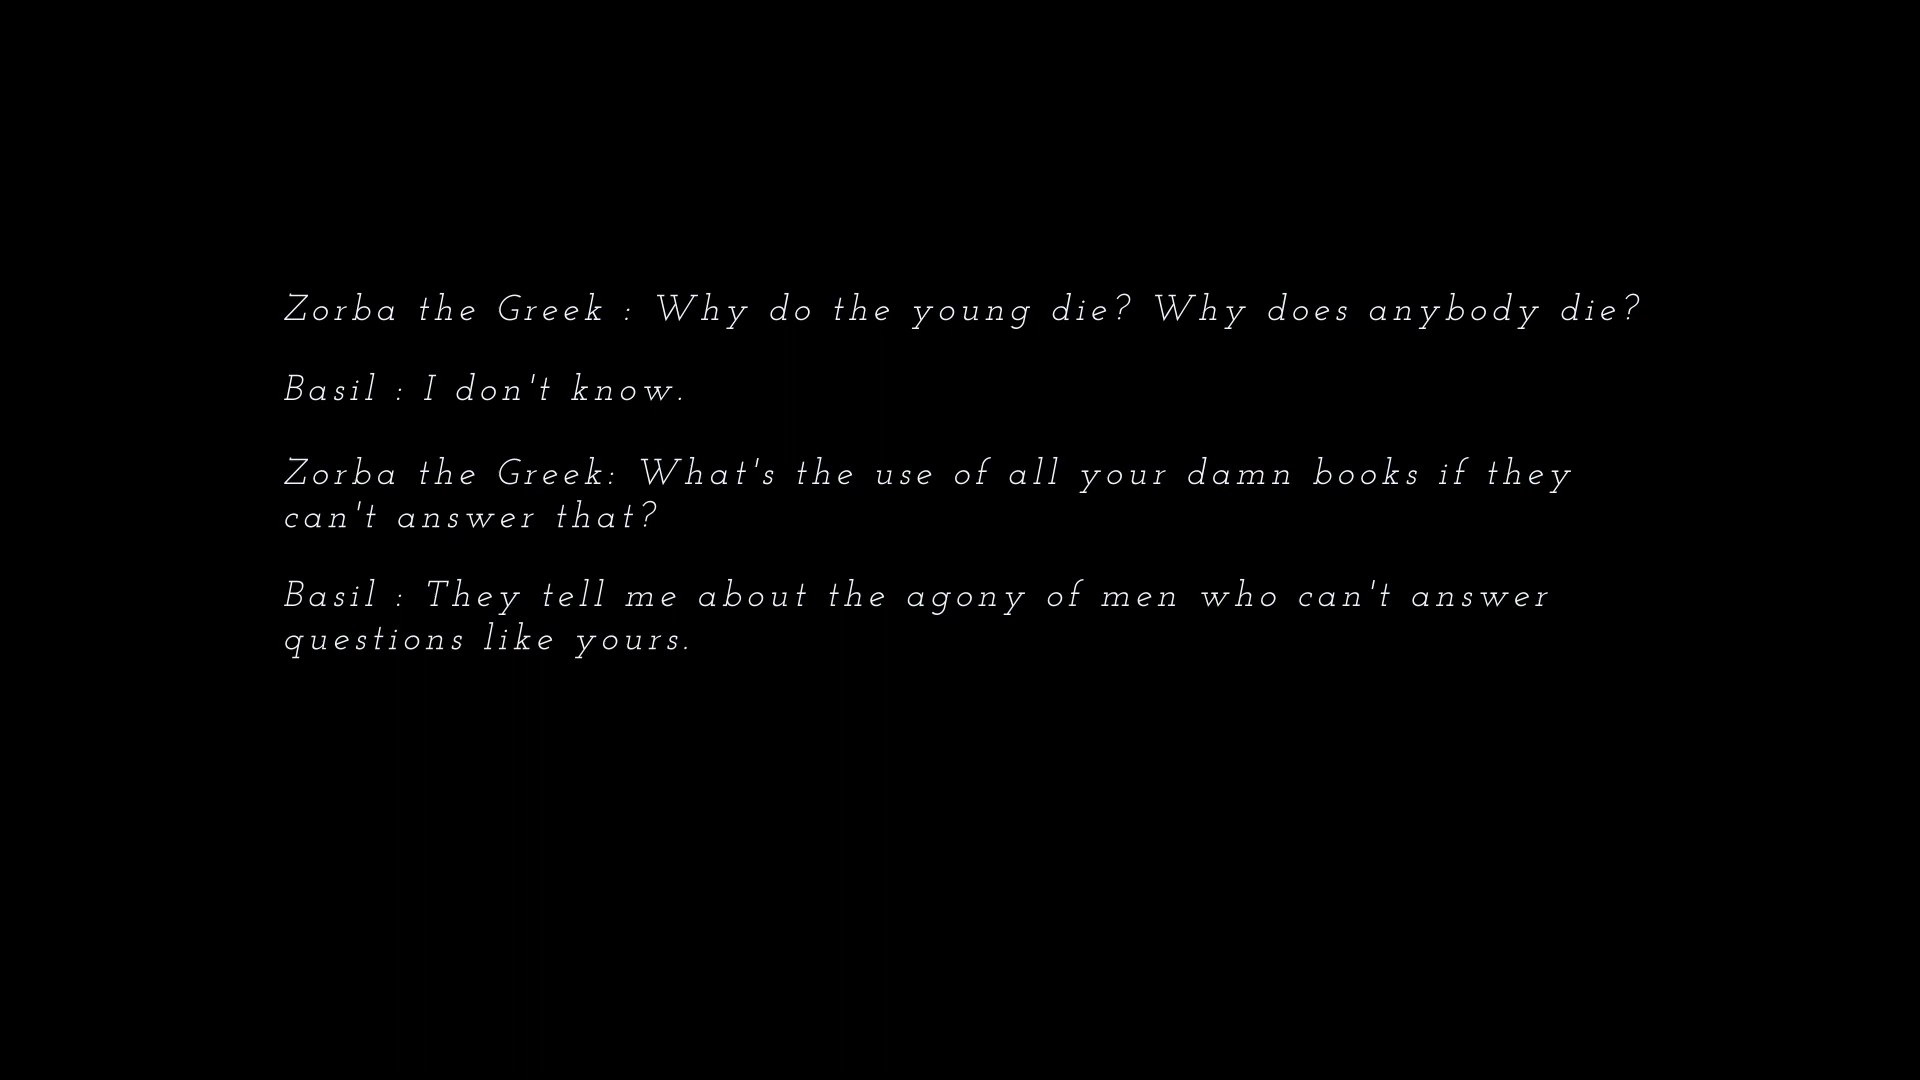 Zorba the Greek : Why do the young die? Why does anybody die?
Basil : I don't know.
Zorba the Greek: What's the use of all your damn books if they
can't answer that?
Basil : They tell me about the agony of men who can't answer
questions like yours.